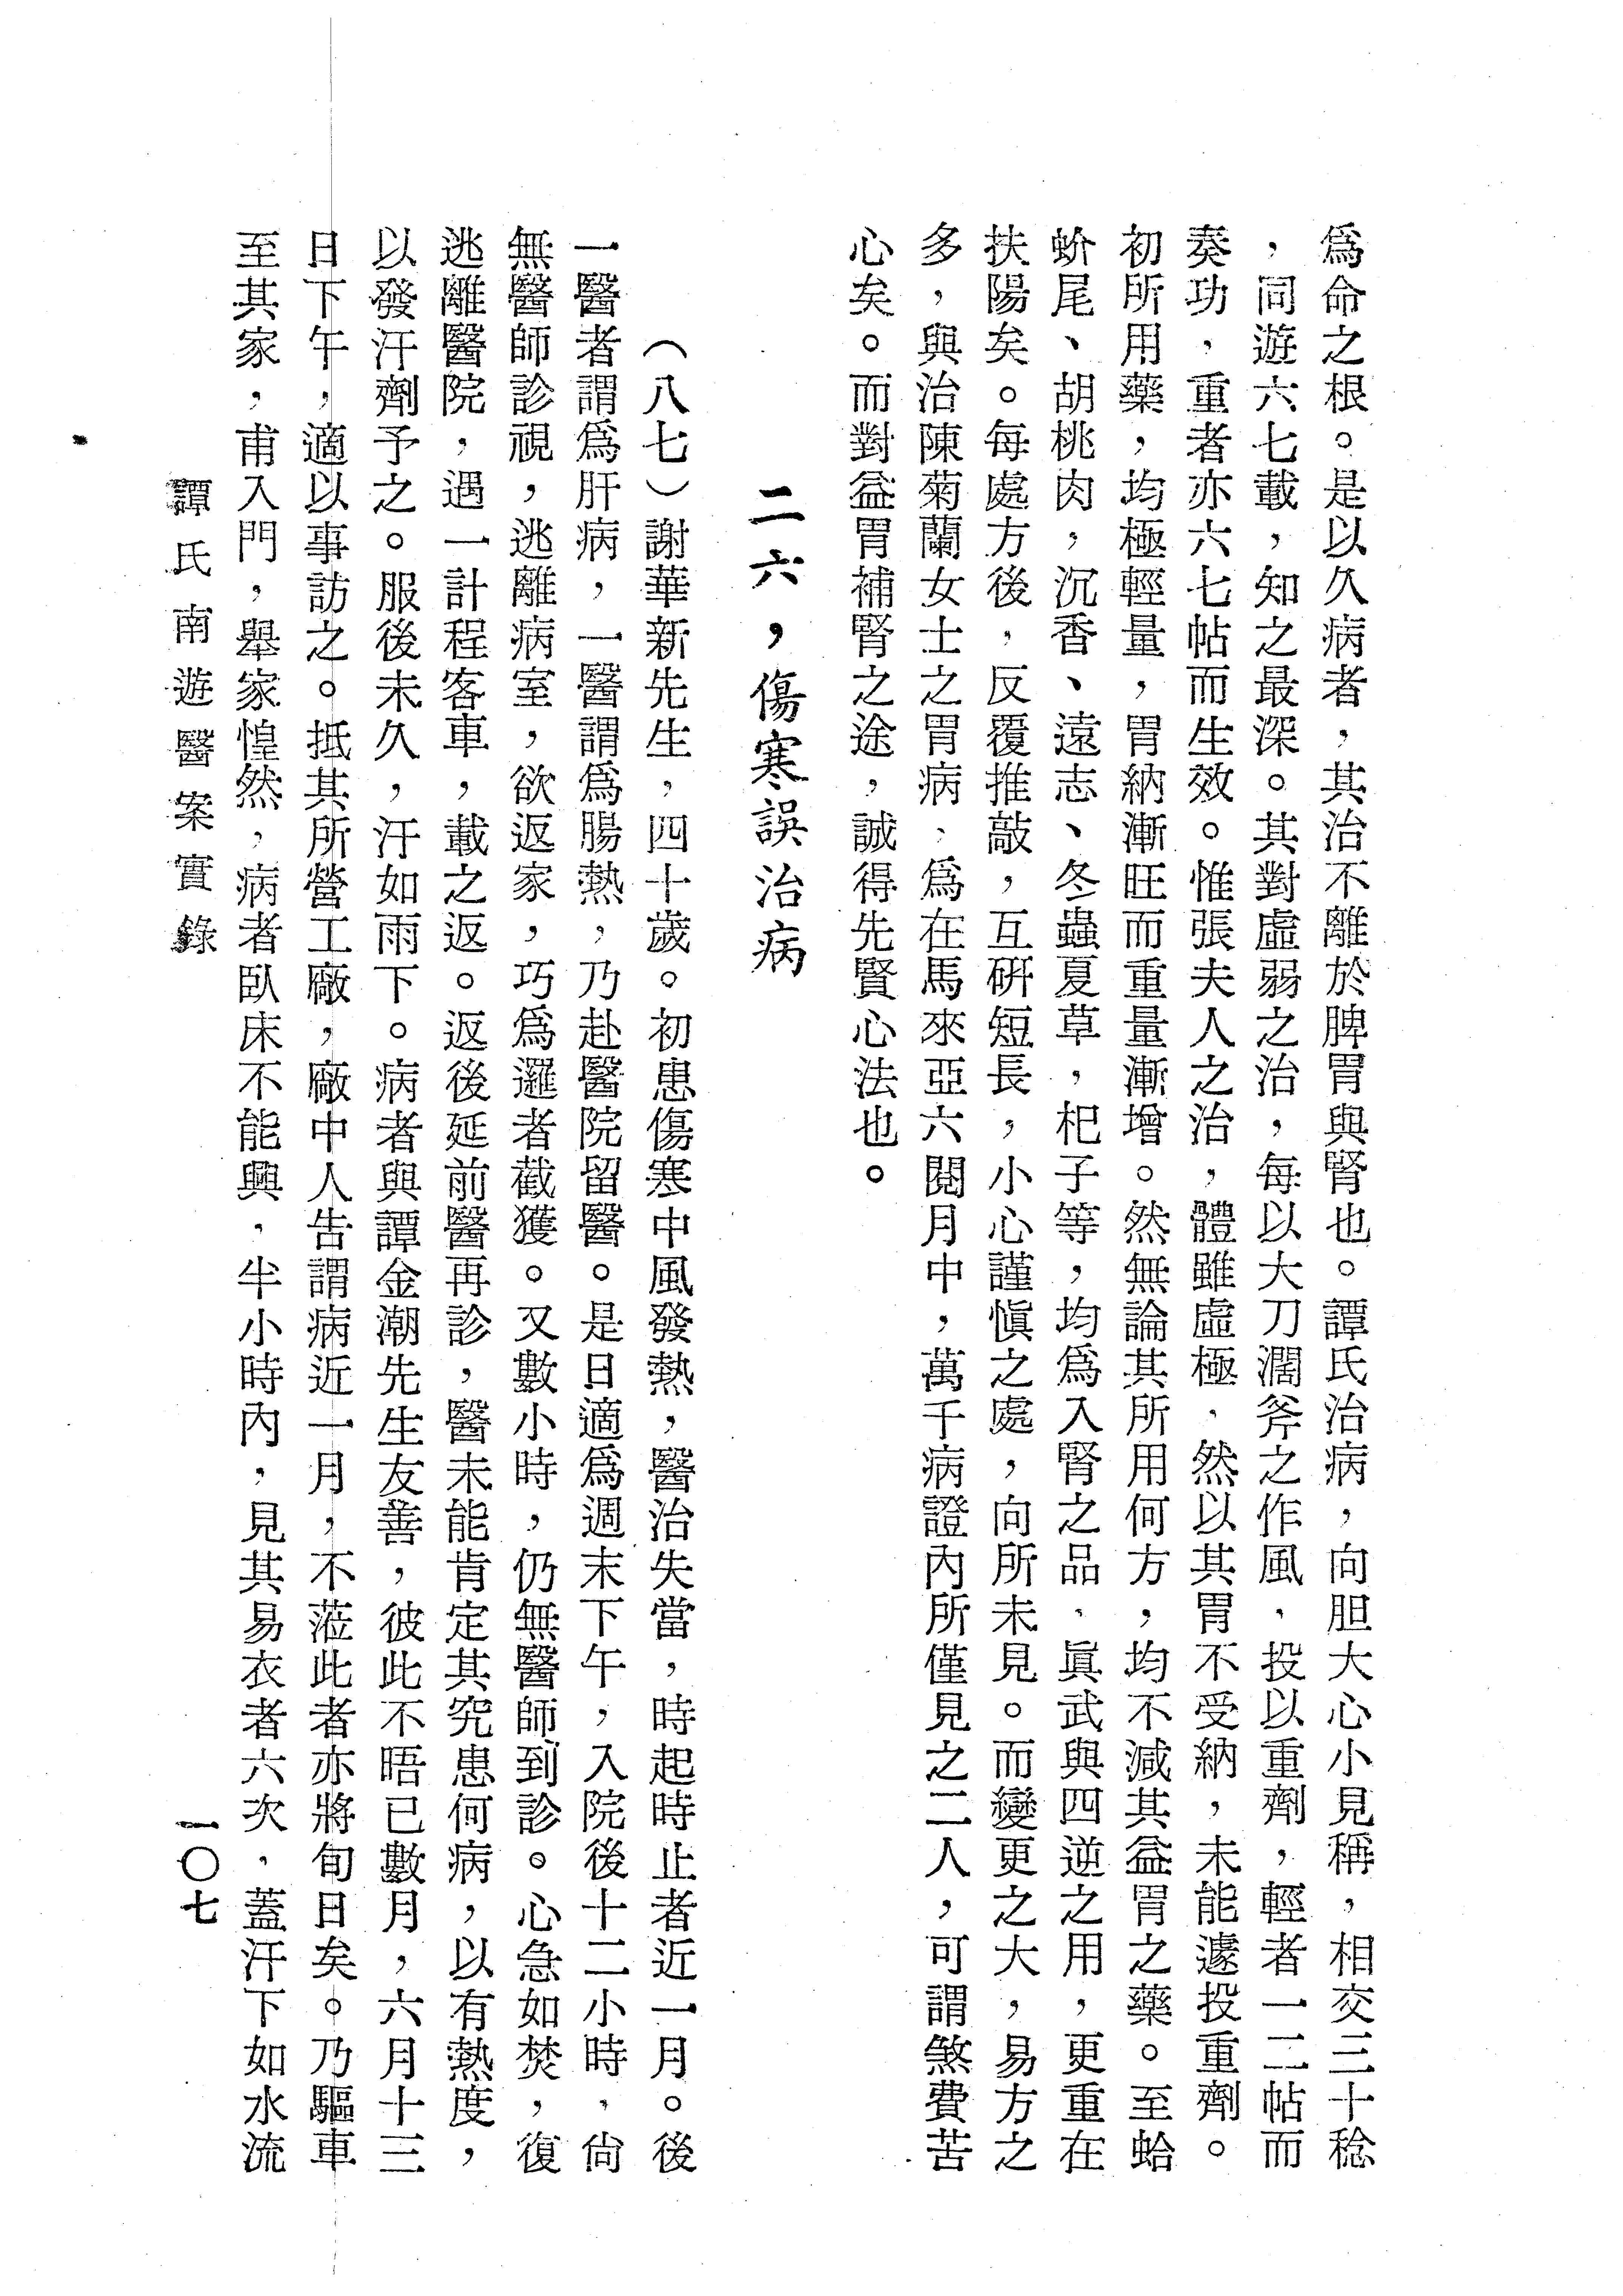 爲命之根。是以久病者，其治不離於脾胃與腎也。譚氏治病，向胆大心小見稱，相交三十稔
，同遊六七載，知之最深。其對虛弱之治，每以大刀濶斧之作風，投以重劑，輕者一二帖而
奏功，重者亦六七帖而生效。惟張夫人之治，體雖虛極，然以其胃不受納，未能遽投重劑。
初所用藥，均極輕量，胃納漸旺而重量漸增。然無論其所用何方，均不減其益胃之藥。至蛤
蚧尾、胡桃肉，沉香、遠志、冬蟲夏草，杞子等，均爲入腎之品，眞武與四逆之用，更重在
扶陽矣。每處方後，反覆推敲，互研短長，小心謹愼之處，向所未見。而變更之大，易方之
多，與治陳菊蘭女士之胃病，爲在馬來亞六閱月中，萬千病證內所僅見之二人，可謂煞費苦
心矣。而對益胃補腎之途，誠得先賢心法也。
二六，傷寒誤治病
（八七）謝華新先生，四十歲。初患傷寒中風發熱，醫治失當，時起時止者近一月。後
一醫者謂爲肝病，一醫謂爲腸熱，乃赴醫院留醫。是日適爲週末下午，入院後十二小時，尙
無醫師診視，逃離病室，欲返家，巧爲邏者截獲。又數小時，仍無醫師到診。心急如焚，復
逃離醫院，遇一計程客車，載之返。返後延前醫再診，醫未能肯定其究患何病，以有熱度，
以發汗劑予之。服後未久，汗如雨下。病者與譚金潮先生友善，彼此不晤已數月，六月十三
日下午，適以事訪之。抵其所營工廠，廠中人告謂病近一月，不蒞此者亦將旬日矣。乃驅車
至其家，甫入門，舉家惶然，病者臥床不能興，半小時內，見其易衣者六次，蓋汗下如水流
譚氏南遊醫案實錄
一〇七